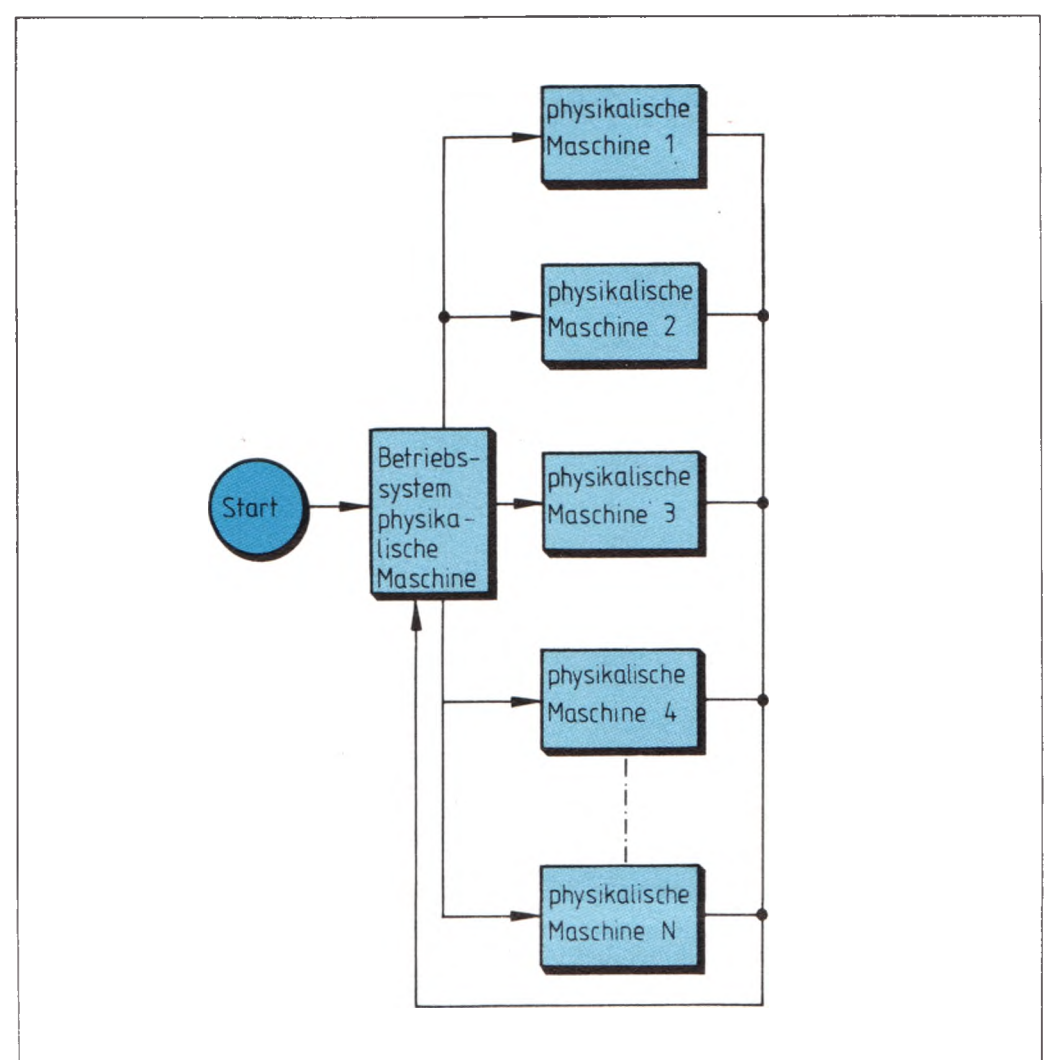 physikalische
Maschine 1
physikalische
Maschine 2
Start
Betriebs-
system
physika-
lische
Maschine
physikalische
Maschine 3
physikalische
Maschine 4
physikalische
Maschine N